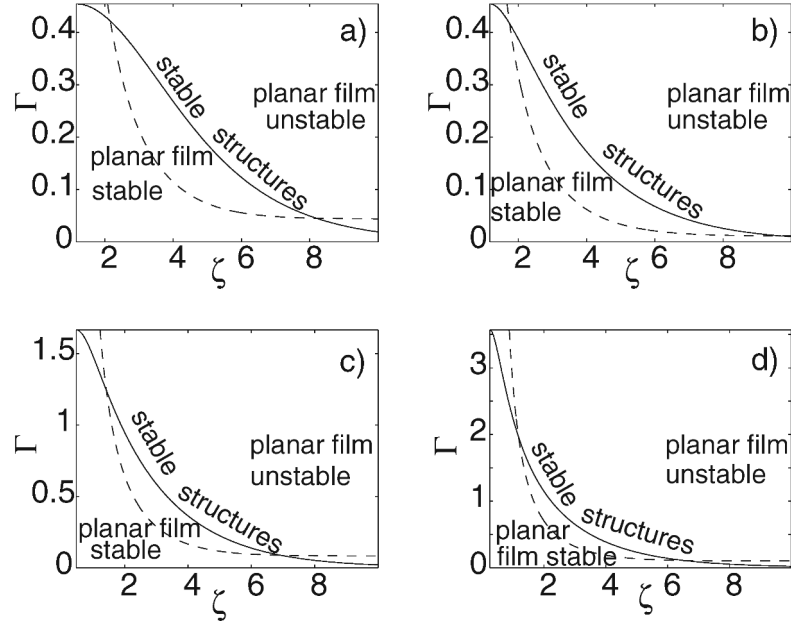 0.4
0.3
0.2
0.1
0
Γ
a)
stable
structures
planar film
unstable
planar film
stable
2
4
6
8
ζ
0.4
0.3
0.2
0.1
0
Γ
b)
stable
structures
planar film
unstable
planar film
stable
2
4
6
8
ζ
1.5
1
0.5
0
Γ
c)
stable
structures
planar film
unstable
planar film
stable
2
4
6
8
ζ
3
2
1
0
Γ
d)
stable
structures
planar film
unstable
planar
film stable
2
4
6
8
ζ